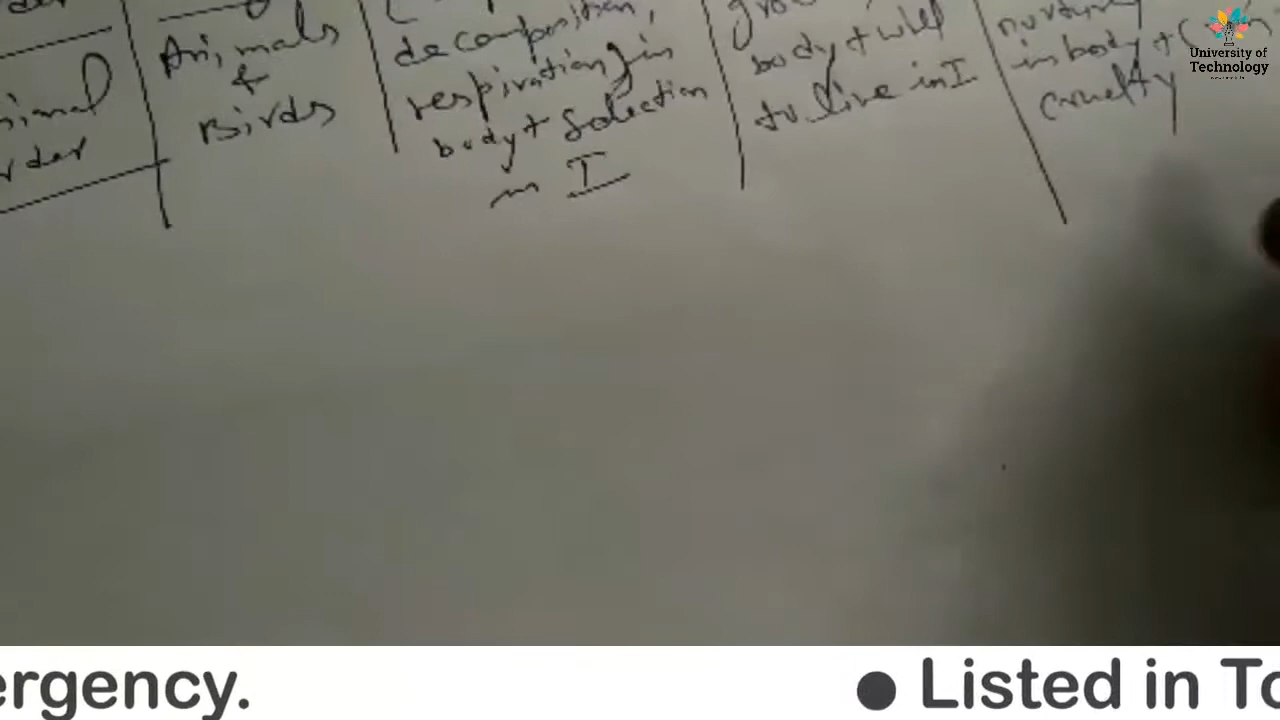 Animals
&
Birds
decomposition,
respiration) in
body + Selection
in I
body + will
to live in I
in body +
cruelty
University of
Technology
ergency.
● Listed in To